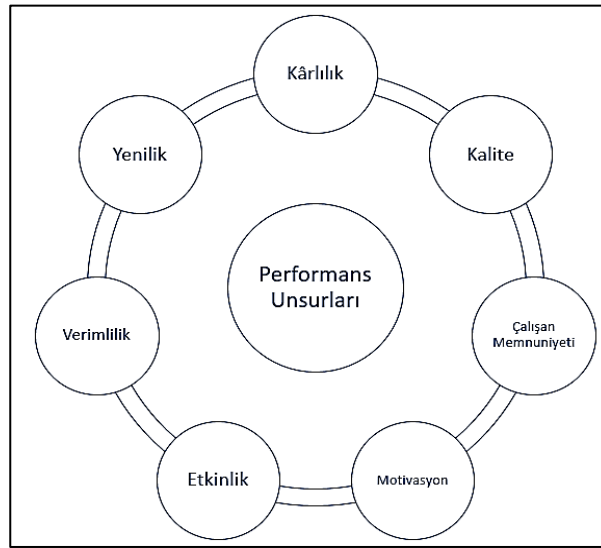 Kârlılık
Kalite
Çalışan
Memnuniyeti
Motivasyon
Etkinlik
Verimlilik
Yenilik
Performans
Unsurları